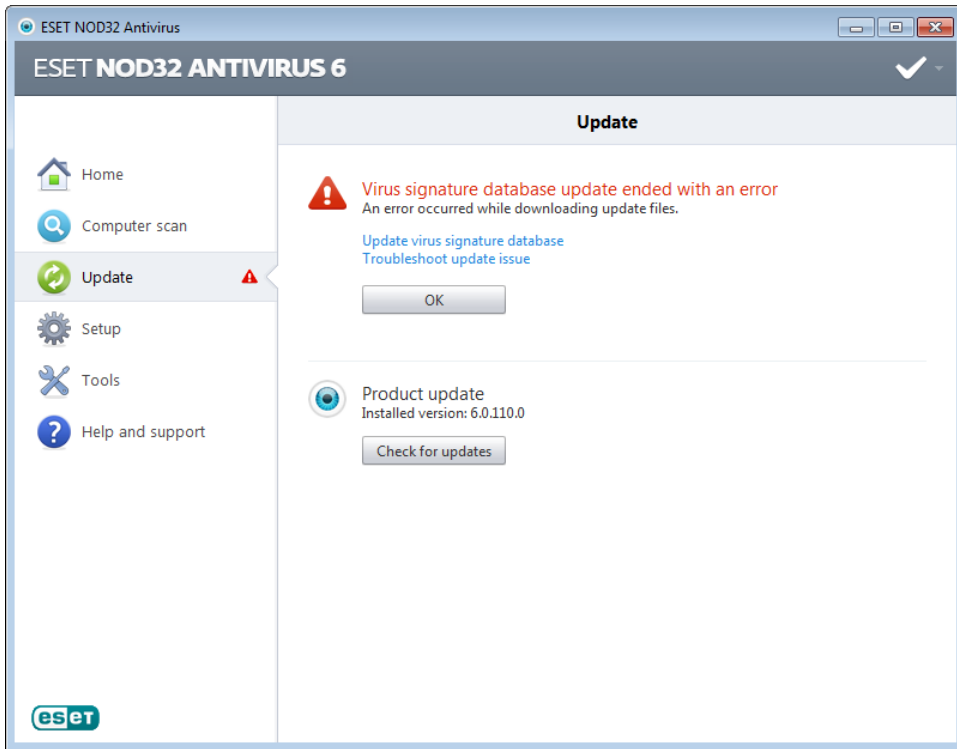 ESET NOD32 Antivirus
ESET NOD32 ANTIVIRUS 6
Home
Computer scan
Update
Setup
Tools
Help and support
eset
Update
Virus signature database update ended with an error
An error occurred while downloading update files.
Update virus signature database
Troubleshoot update issue
OK
Product update
Installed version: 6.0.110.0
Check for updates